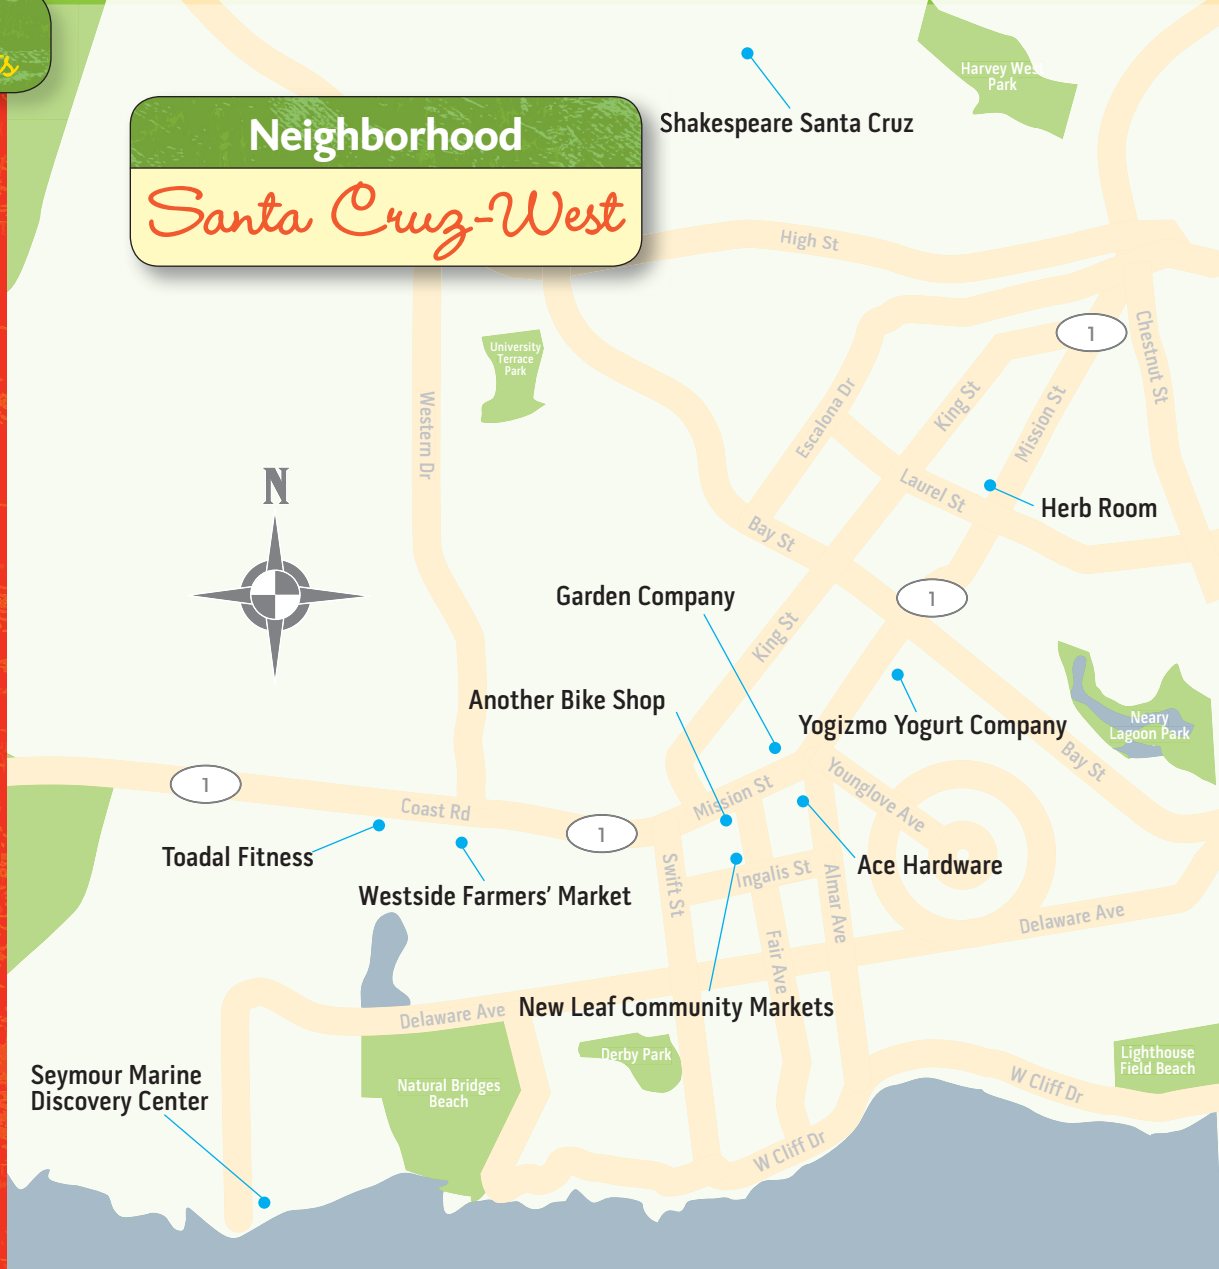 s
Neighborhood
Santa Cruz-West
Shakespeare Santa Cruz
Harvey West
Park
High St
1
Chestnut St
University
Terrace
Park
Western Dr
Escalona Dr
King St
Mission St
N
Laurel St
Herb Room
Bay St
Garden Company
1
King St
Another Bike Shop
Yogizmo Yogurt Company
Neary
Lagoon Park
Bay St
1
Coast Rd
Mission St
Younglove Ave
1
Toadal Fitness
Ace Hardware
Westside Farmers’ Market
Swift St
Ingalis St
Almar Ave
Delaware Ave
Fair Ave
New Leaf Community Markets
Delaware Ave
Derby Park
Lighthouse
Field Beach
Seymour Marine
Discovery Center
Natural Bridges
Beach
W Cliff Dr
W Cliff Dr